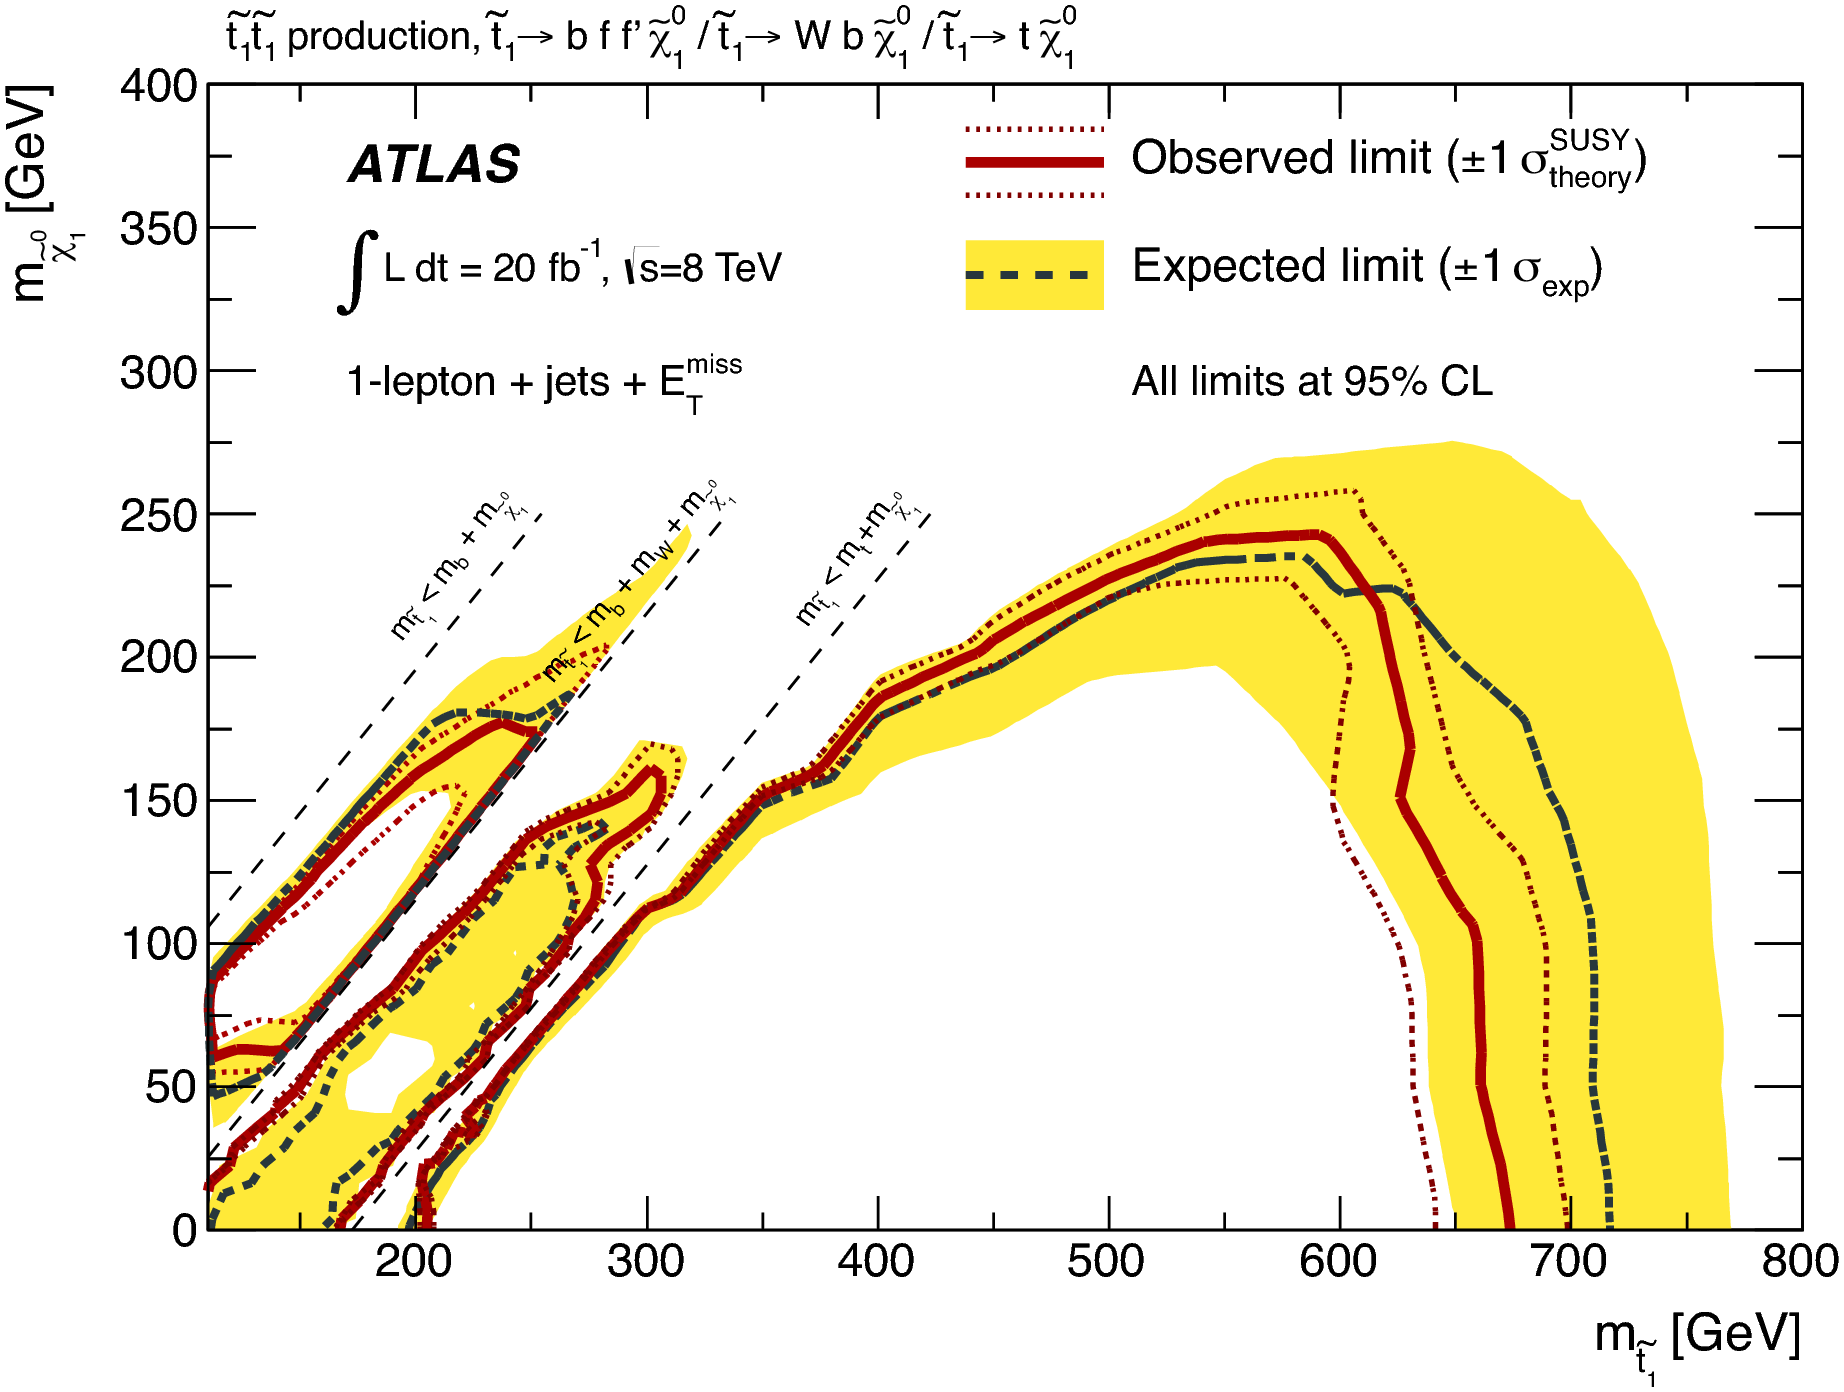 t̃₁t̃₁ production, t̃₁→ b f f' χ̃₁⁰ / t̃₁→ W b χ̃₁⁰ / t̃₁→ t χ̃₁⁰
m_χ̃₁⁰ [GeV]
400
350
300
250
200
150
100
50
0
ATLAS
∫ L dt = 20 fb⁻¹, √s=8 TeV
1-lepton + jets + E_T^miss
Observed limit (±1 σ_theory^SUSY)
Expected limit (±1 σ_exp)
All limits at 95% CL
m_t̃₁ < m_b + m_χ̃₁⁰
m_t̃₁ < m_b + m_W + m_χ̃₁⁰
m_t̃₁ < m_t+m_χ̃₁⁰
200 300 400 500 600 700 800
m_t̃₁ [GeV]